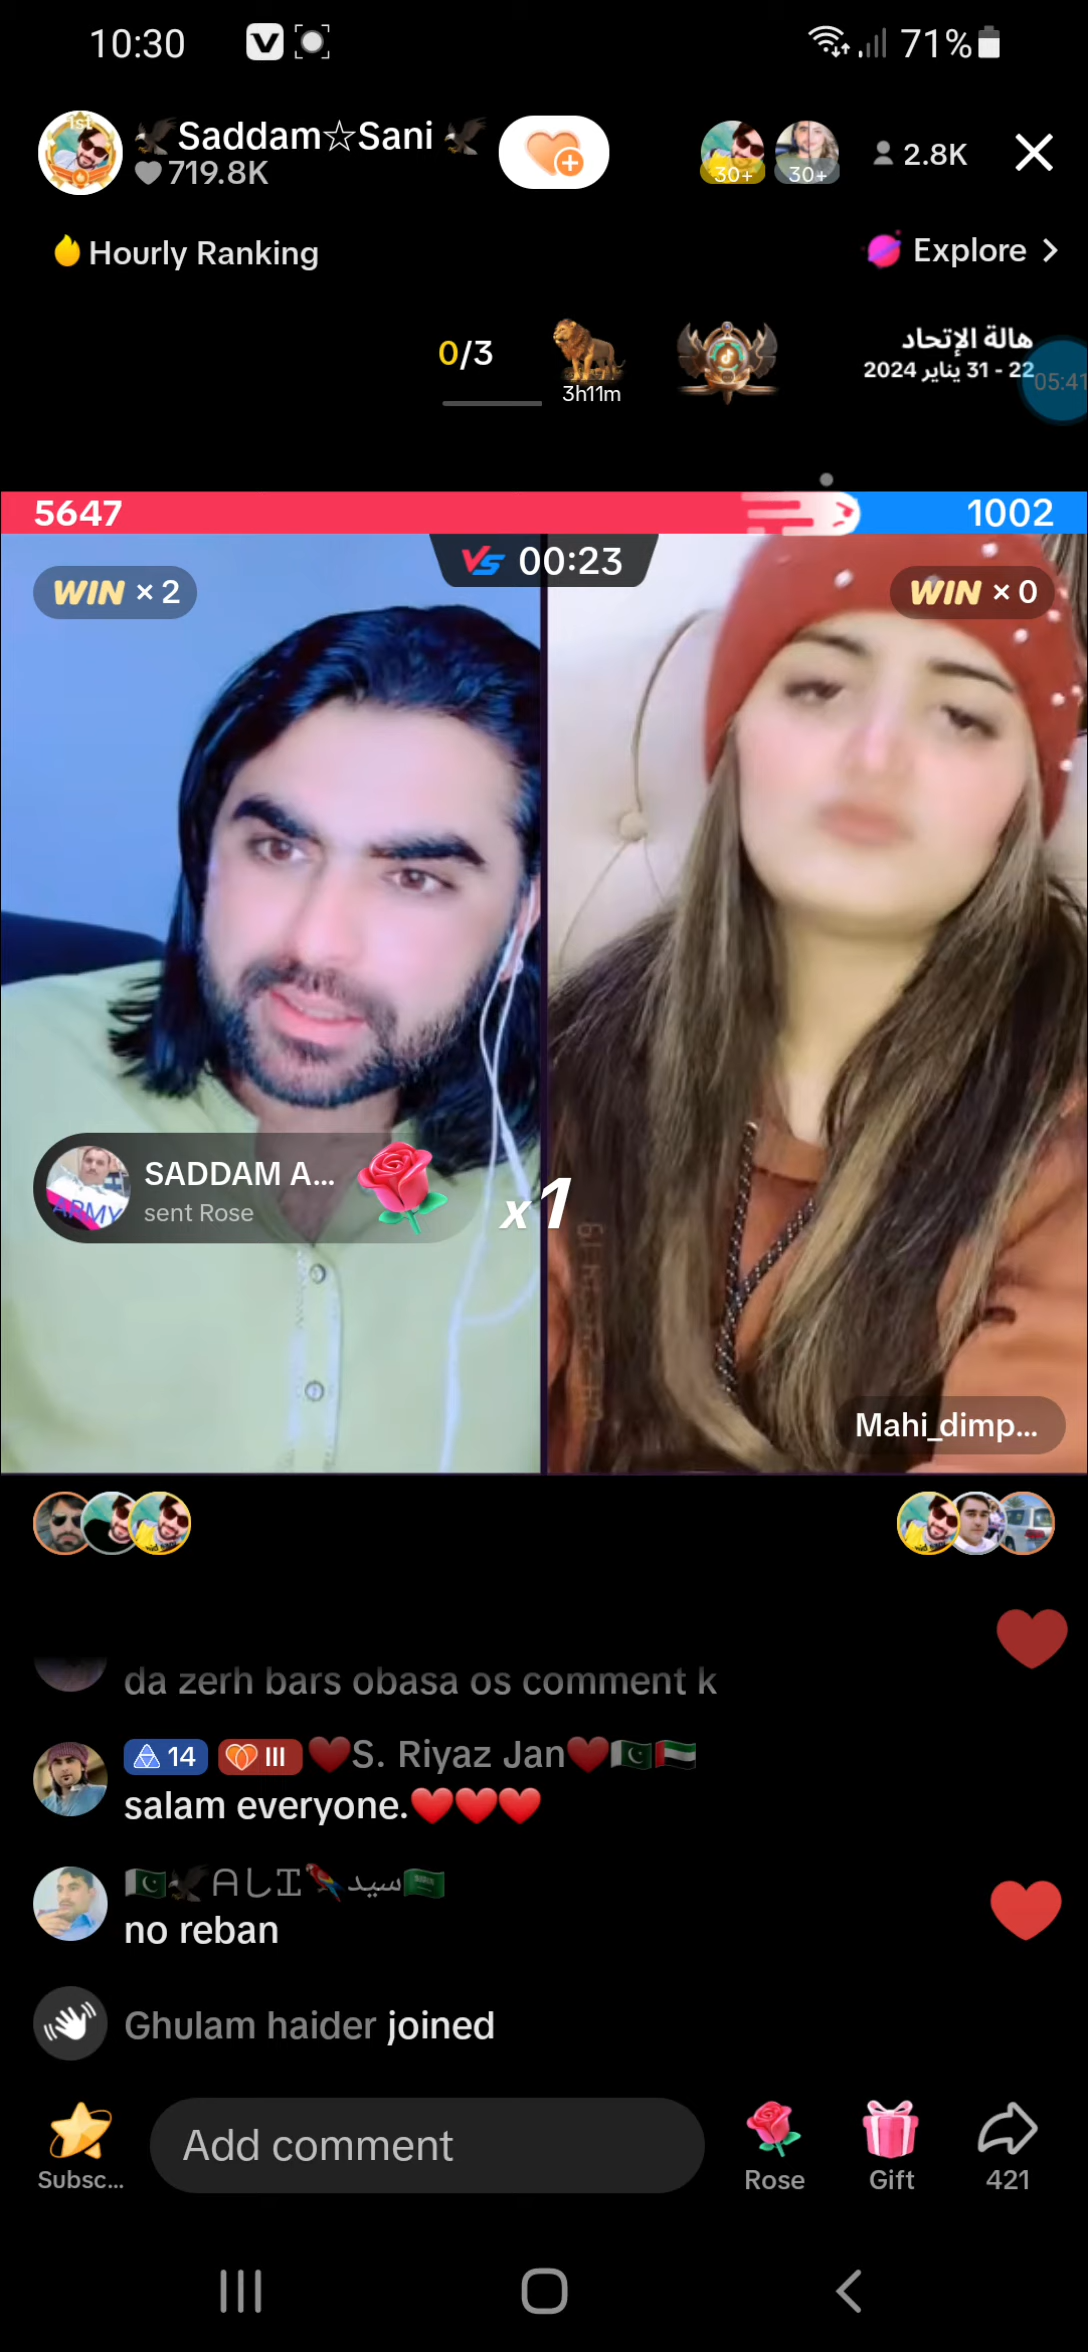 10:30
71%
1st
🦅Saddam☆Sani 🦅
719.8K
30+
30+
2.8K
Hourly Ranking
Explore
0/3
3h11m
هالة الإتحاد
22 - 31 يناير 2024
05:41
5647
1002
VS 00:23
WIN × 2
WIN × 0
SADDAM A...
sent Rose
x1
ARMY
Mahi_dimp...
da zerh bars obasa os comment k
14 III ❤️S. Riyaz Jan❤️🇵🇰🇦🇪
salam everyone.❤️❤️❤️
🇵🇰🦅ALI🦜سيد🇸🇦
no reban
Ghulam haider joined
Subsc...
Add comment
Rose
Gift
421